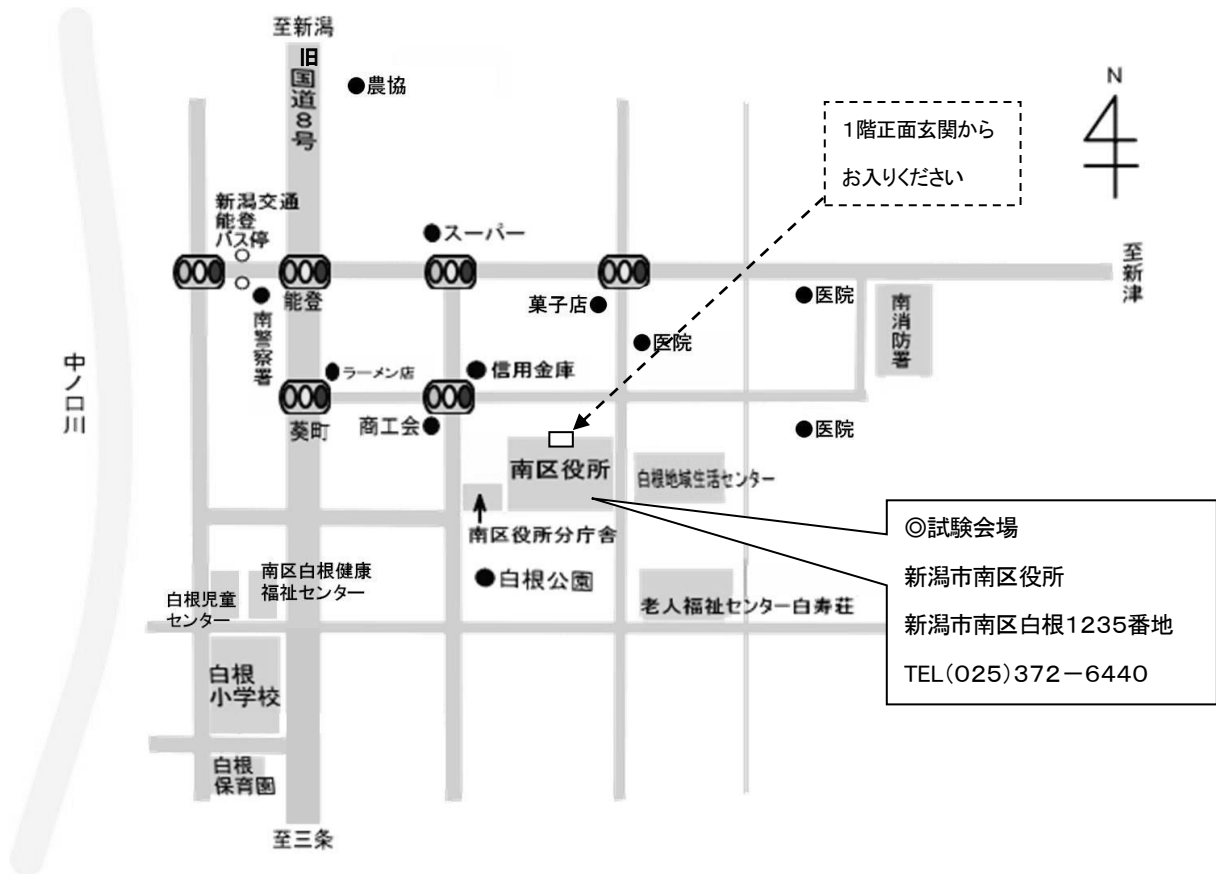 至新潟
旧
国道8号
●農協
N
1階正面玄関から
お入りください
新潟交通
能登
バス停
●スーパー
至新津
能登
菓子店●
●医院
南消防署
南警察署
●医院
中ノ口川
●ラーメン店
●信用金庫
葵町
商工会●
●医院
南区役所
白根地域生活センター
南区役所分庁舎
◎試験会場
新潟市南区役所
新潟市南区白根1235番地
TEL(025)372-6440
南区白根健康
福祉センター
●白根公園
白根児童
センター
老人福祉センター白寿荘
白根
小学校
白根
保育園
至三条